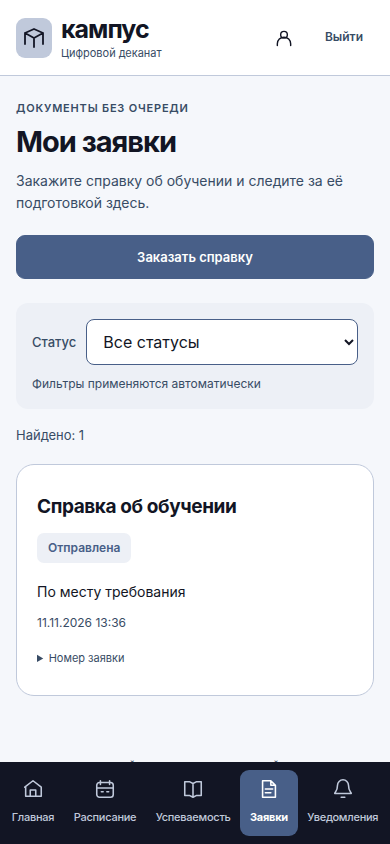 кампус
Цифровой деканат
Выйти
ДОКУМЕНТЫ БЕЗ ОЧЕРЕДИ
Мои заявки
Закажите справку об обучении и следите за её
подготовкой здесь.
Заказать справку
Статус
Все статусы
Фильтры применяются автоматически
Найдено: 1
Справка об обучении
Отправлена
По месту требования
11.11.2026 13:36
Номер заявки
Главная
Расписание
Успеваемость
Заявки
Уведомления